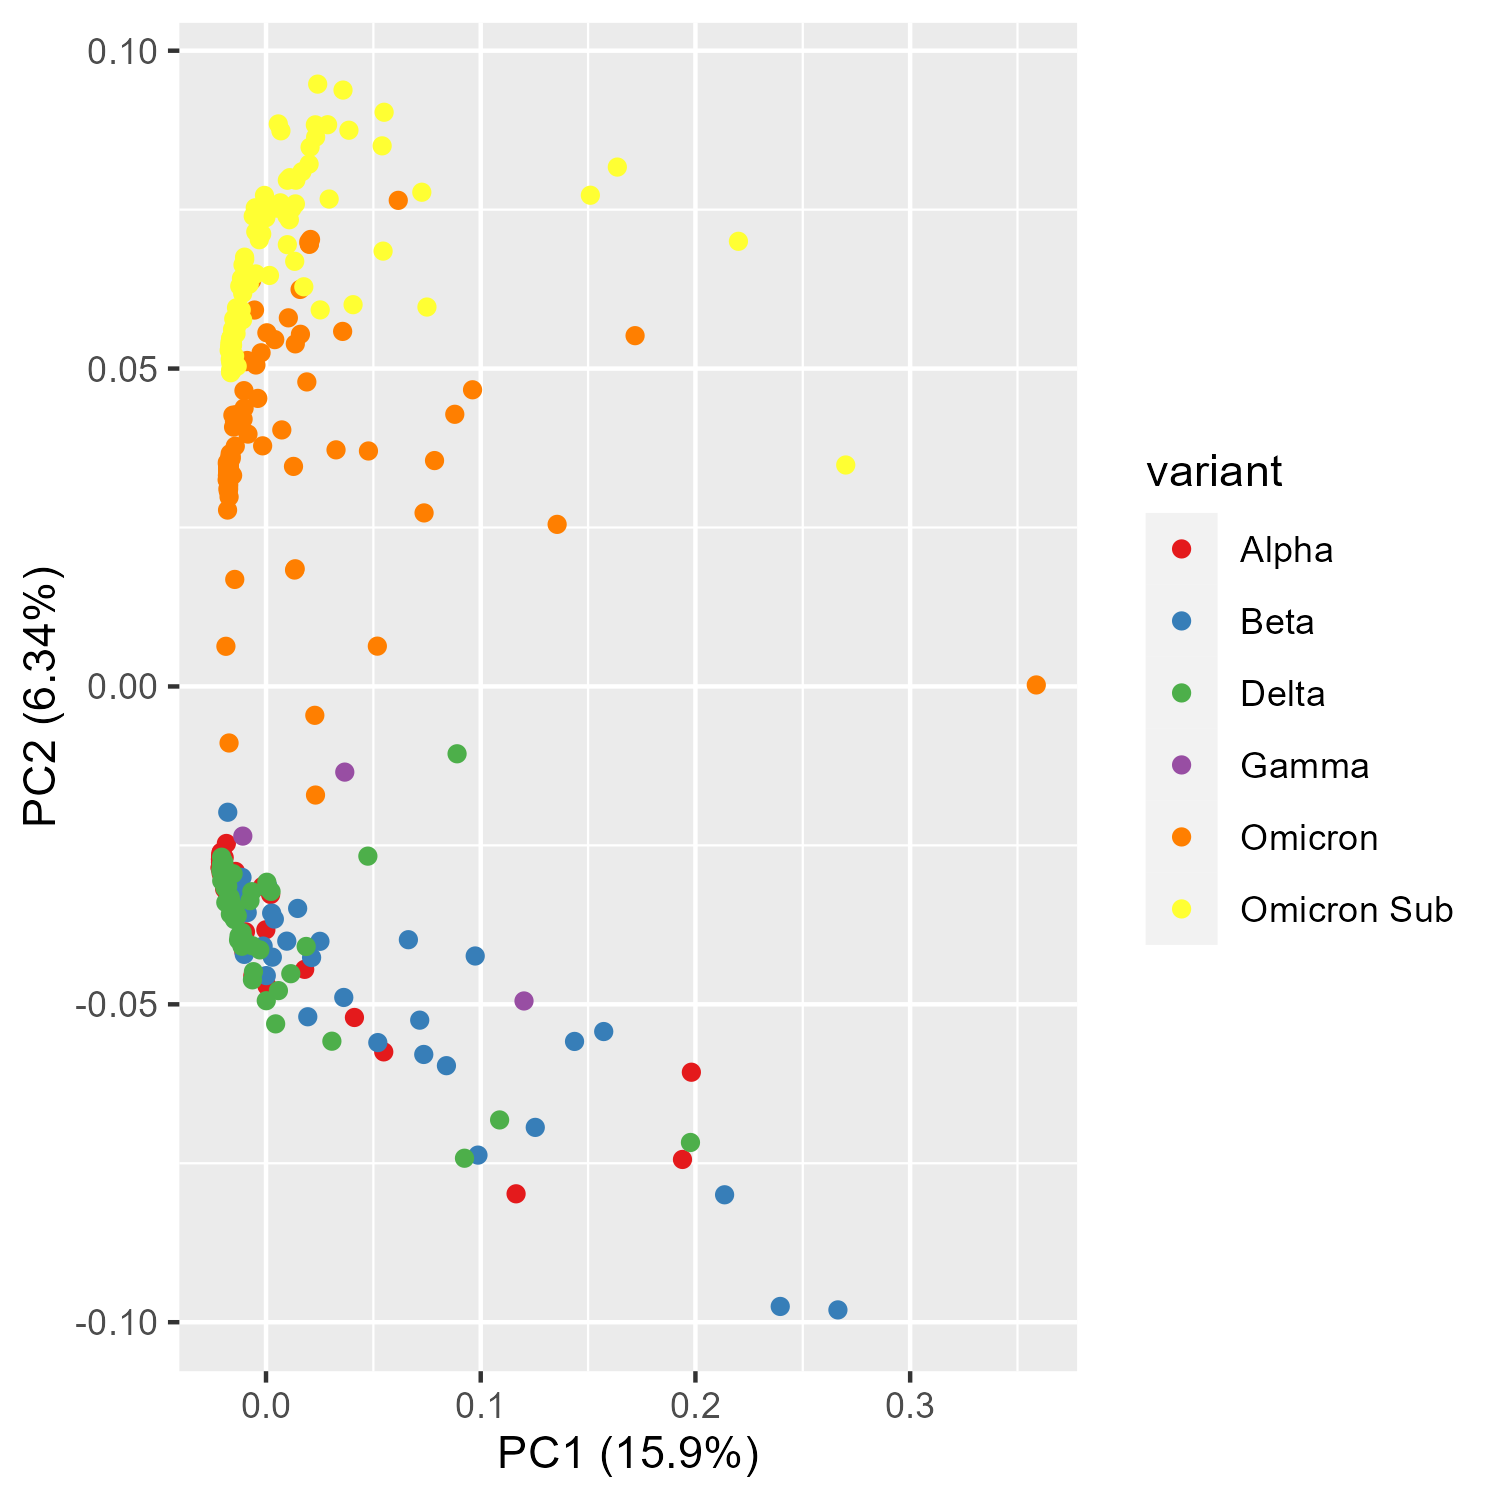 0.10
0.05
0.00
-0.05
-0.10
PC2 (6.34%)
0.0 0.1 0.2 0.3
PC1 (15.9%)
variant
Alpha
Beta
Delta
Gamma
Omicron
Omicron Sub